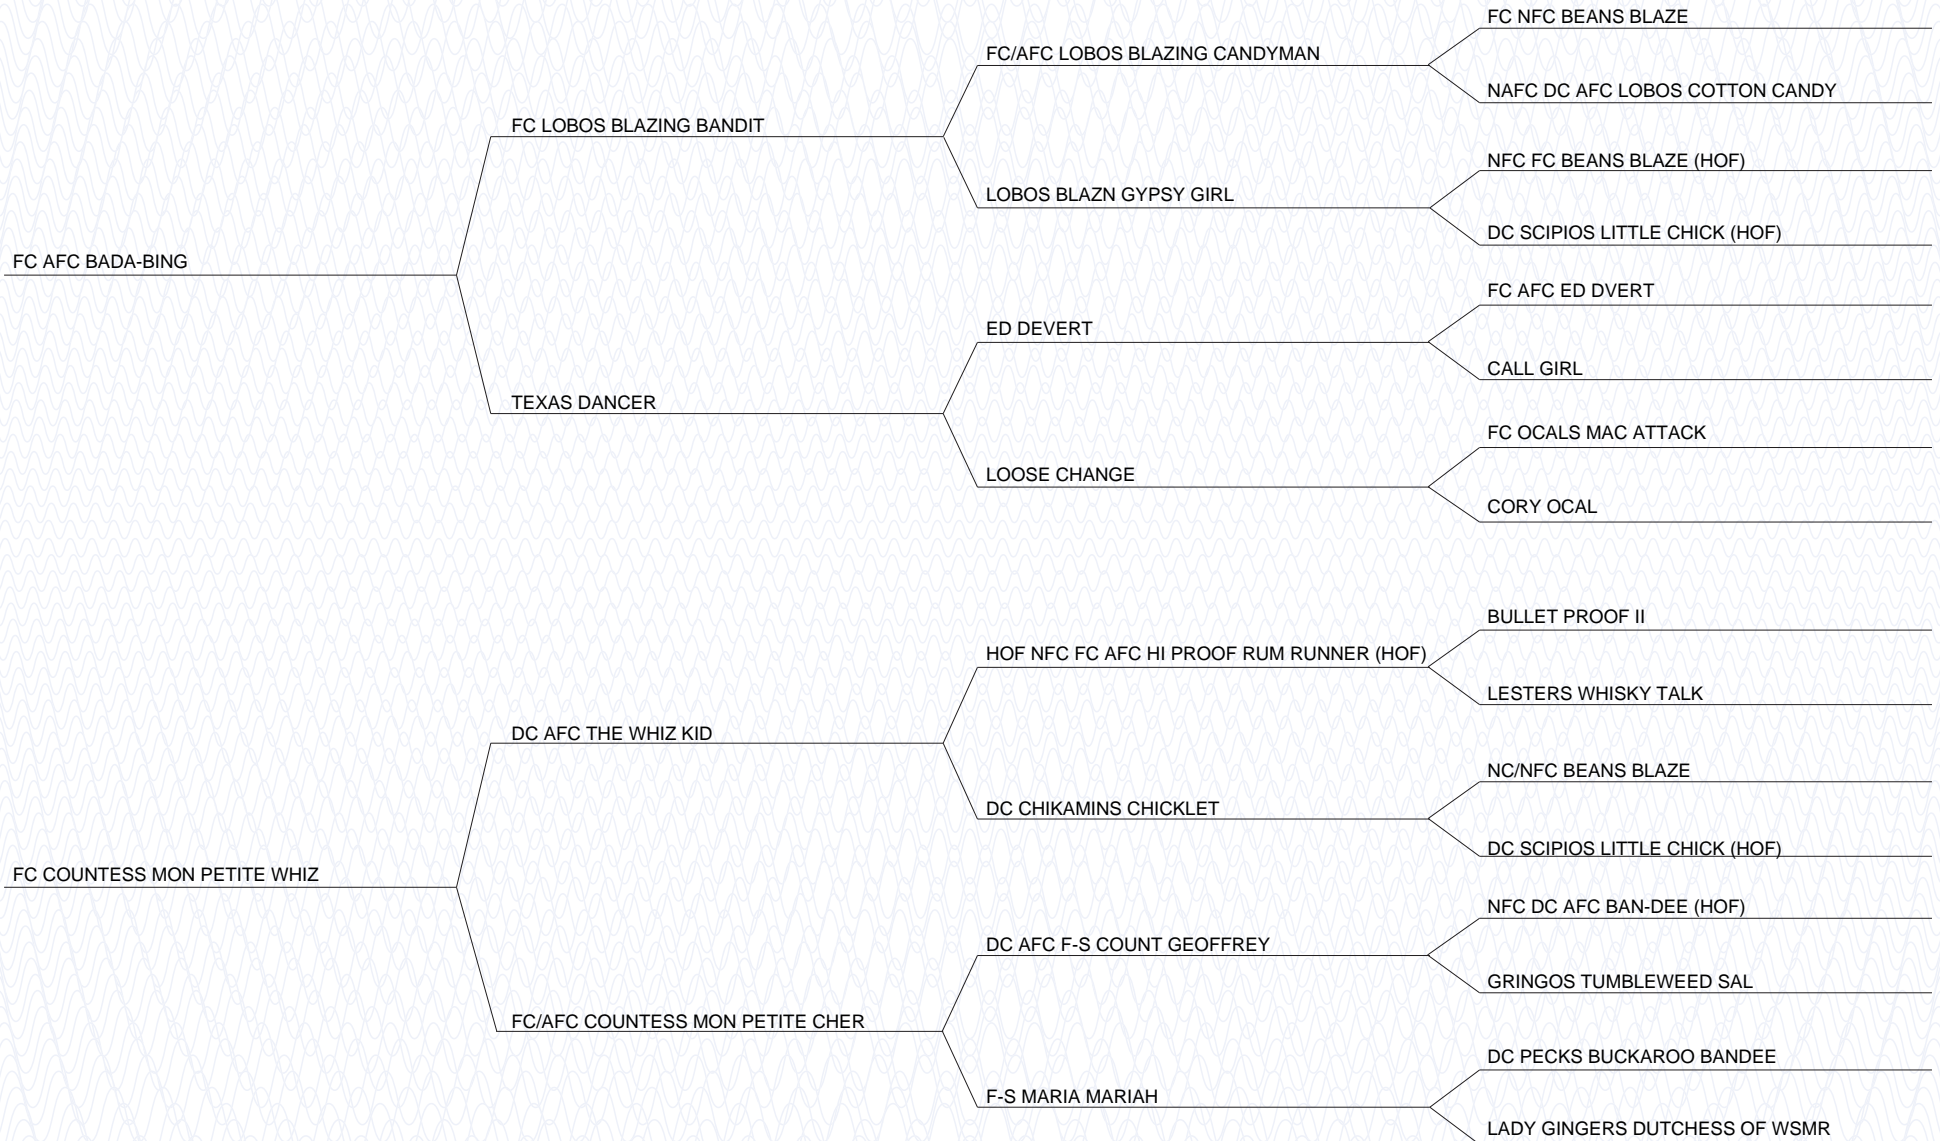 FC NFC BEANS BLAZE
FC/AFC LOBOS BLAZING CANDYMAN
NAFC DC AFC LOBOS COTTON CANDY
FC LOBOS BLAZING BANDIT
NFC FC BEANS BLAZE (HOF)
LOBOS BLAZN GYPSY GIRL
DC SCIPIOS LITTLE CHICK (HOF)
FC AFC BADA-BING
FC AFC ED DVERT
ED DEVERT
CALL GIRL
TEXAS DANCER
FC OCALS MAC ATTACK
LOOSE CHANGE
CORY OCAL
BULLET PROOF II
HOF NFC FC AFC HI PROOF RUM RUNNER (HOF)
LESTERS WHISKY TALK
DC AFC THE WHIZ KID
NC/NFC BEANS BLAZE
DC CHIKAMINS CHICKLET
DC SCIPIOS LITTLE CHICK (HOF)
FC COUNTESS MON PETITE WHIZ
NFC DC AFC BAN-DEE (HOF)
DC AFC F-S COUNT GEOFFREY
GRINGOS TUMBLEWEED SAL
FC/AFC COUNTESS MON PETITE CHER
DC PECKS BUCKAROO BANDEE
F-S MARIA MARIAH
LADY GINGERS DUTCHESS OF WSMR